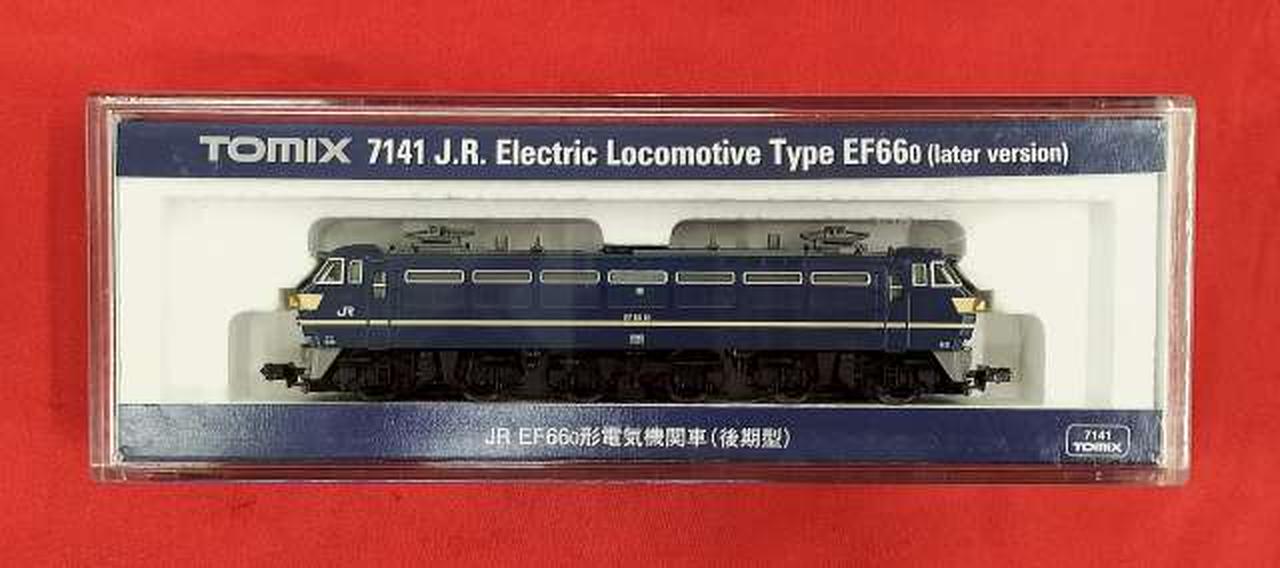 TOMIX 7141 J.R. Electric Locomotive Type EF660 (later version)
JR
JR EF660形電気機関車(後期型)
7141
TOMIX